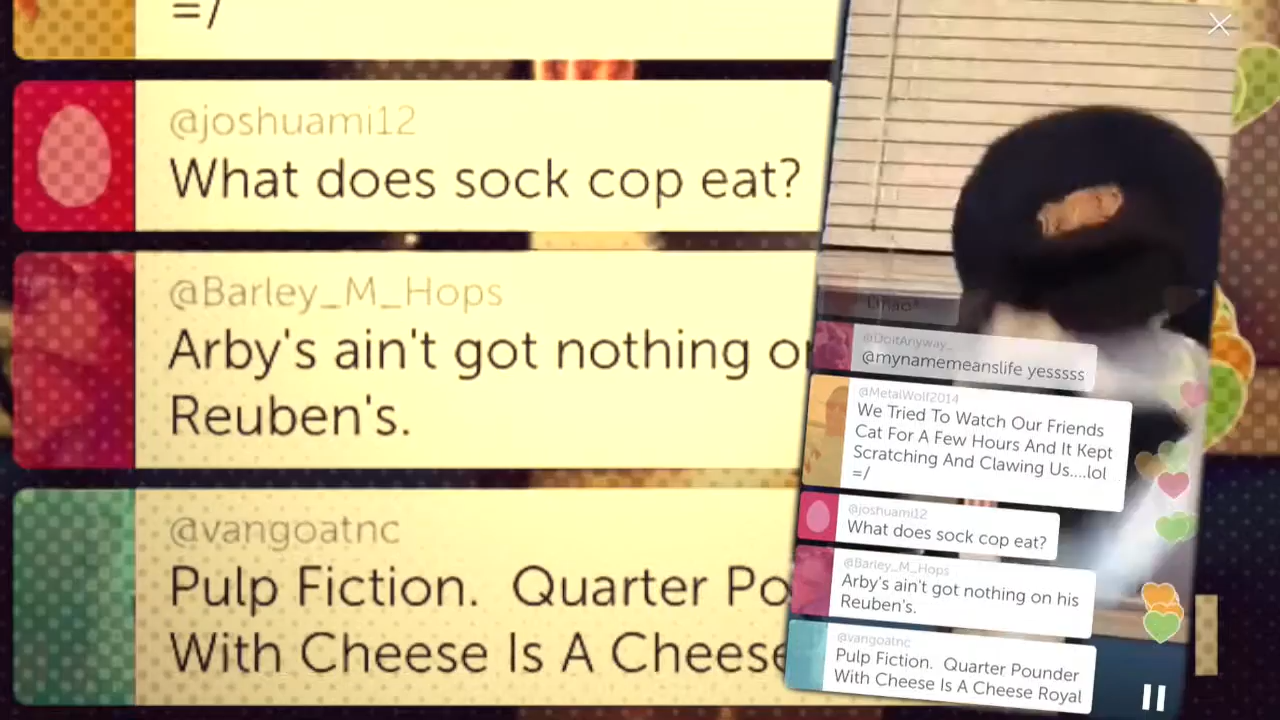 =/
@joshuami12
What does sock cop eat?
@Barley_M_Hops
Arby's ain't got nothing
Reuben's.
@vangoatnc
Pulp Fiction. Quarter
With Cheese Is A Cheese
Lmao*
@DoitAnyway_
@mynamemeanslife yesssss
@MetalWolf2014
We Tried To Watch Our Friends
Cat For A Few Hours And It Kept
Scratching And Clawing Us....lol
=/
@joshuami12
What does sock cop eat?
@Barley_M_Hops
Arby's ain't got nothing on his
Reuben's.
@vangoatnc
Pulp Fiction. Quarter Pounder
With Cheese Is A Cheese Royal